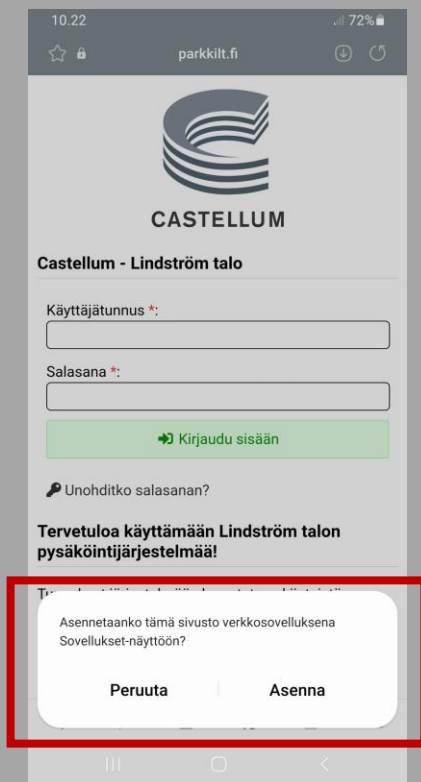 10.22
72%
parkkilt.fi
CASTELLUM
Castellum - Lindström talo
Käyttäjätunnus *:
Salasana *:
Kirjaudu sisään
Unohditko salasanan?
Tervetuloa käyttämään Lindström talon
pysäköintijärjestelmää!
Asennetaanko tämä sivusto verkkosovelluksena
Sovellukset-näyttöön?
Peruuta
Asenna